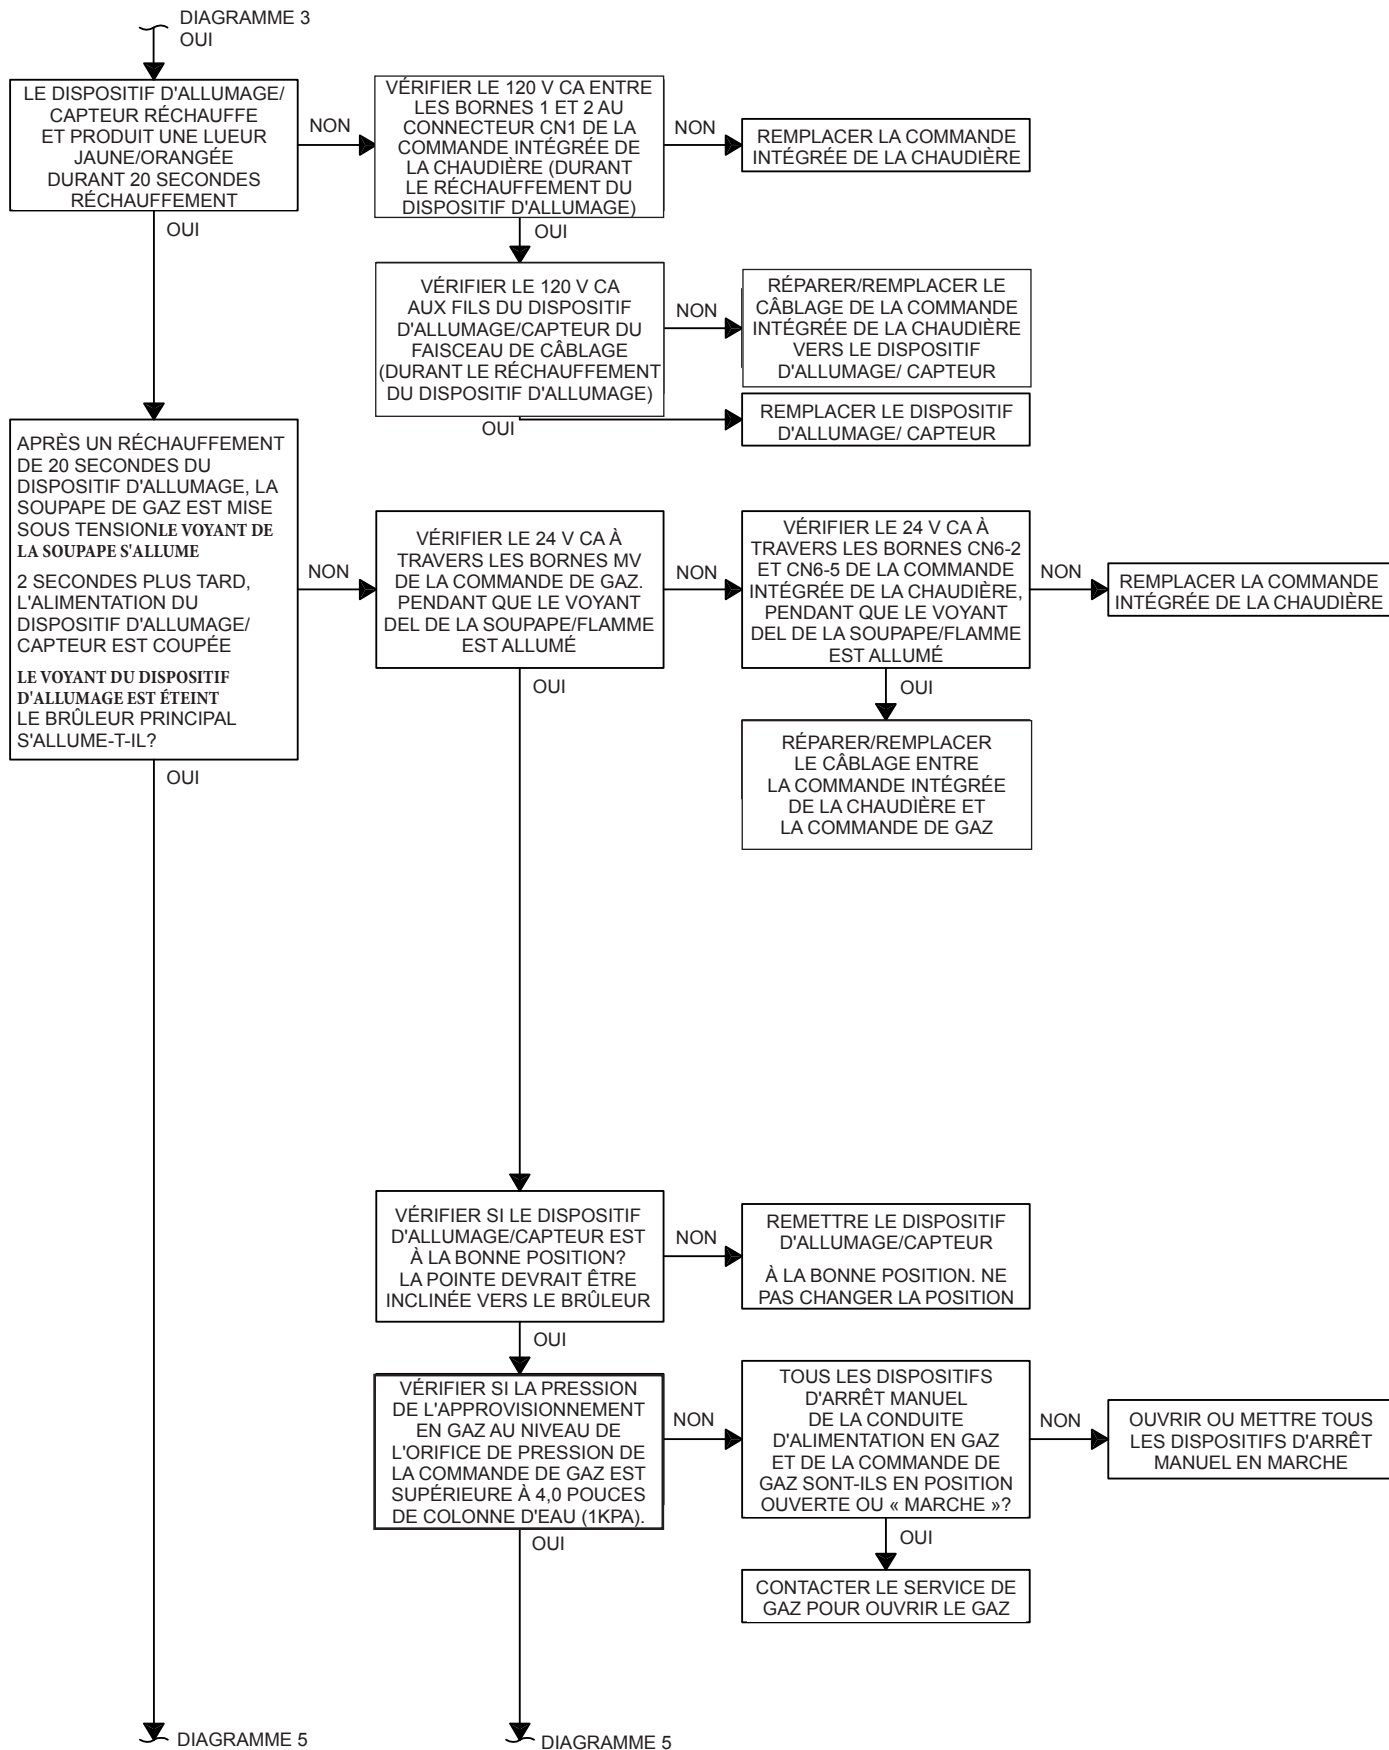 DIAGRAMME 3
OUI
LE DISPOSITIF D'ALLUMAGE/
CAPTEUR RÉCHAUFFE
ET PRODUIT UNE LUEUR
JAUNE/ORANGÉE
DURANT 20 SECONDES
RÉCHAUFFEMENT
NON
VÉRIFIER LE 120 V CA ENTRE
LES BORNES 1 ET 2 AU
CONNECTEUR CN1 DE LA
COMMANDE INTÉGRÉE DE
LA CHAUDIÈRE (DURANT
LE RÉCHAUFFEMENT DU
DISPOSITIF D'ALLUMAGE)
NON
REMPLACER LA COMMANDE
INTÉGRÉE DE LA CHAUDIÈRE
OUI
OUI
VÉRIFIER LE 120 V CA
AUX FILS DU DISPOSITIF
D'ALLUMAGE/CAPTEUR DU
FAISCEAU DE CÂBLAGE
(DURANT LE RÉCHAUFFEMENT
DU DISPOSITIF D'ALLUMAGE)
NON
RÉPARER/REMPLACER LE
CÂBLAGE DE LA COMMANDE
INTÉGRÉE DE LA CHAUDIÈRE
VERS LE DISPOSITIF
D'ALLUMAGE/ CAPTEUR
OUI
REMPLACER LE DISPOSITIF
D'ALLUMAGE/ CAPTEUR
APRÈS UN RÉCHAUFFEMENT
DE 20 SECONDES DU
DISPOSITIF D'ALLUMAGE, LA
SOUPAPE DE GAZ EST MISE
SOUS TENSIONLE VOYANT DE
LA SOUPAPE S'ALLUME
2 SECONDES PLUS TARD,
L'ALIMENTATION DU
DISPOSITIF D'ALLUMAGE/
CAPTEUR EST COUPÉE
LE VOYANT DU DISPOSITIF
D'ALLUMAGE EST ÉTEINT
LE BRÛLEUR PRINCIPAL
S'ALLUME-T-IL?
NON
VÉRIFIER LE 24 V CA À
TRAVERS LES BORNES MV
DE LA COMMANDE DE GAZ.
PENDANT QUE LE VOYANT
DEL DE LA SOUPAPE/FLAMME
EST ALLUMÉ
NON
VÉRIFIER LE 24 V CA À
TRAVERS LES BORNES CN6-2
ET CN6-5 DE LA COMMANDE
INTÉGRÉE DE LA CHAUDIÈRE,
PENDANT QUE LE VOYANT
DEL DE LA SOUPAPE/FLAMME
EST ALLUMÉ
NON
REMPLACER LA COMMANDE
INTÉGRÉE DE LA CHAUDIÈRE
OUI
OUI
OUI
RÉPARER/REMPLACER
LE CÂBLAGE ENTRE
LA COMMANDE INTÉGRÉE
DE LA CHAUDIÈRE ET
LA COMMANDE DE GAZ
VÉRIFIER SI LE DISPOSITIF
D'ALLUMAGE/CAPTEUR EST
À LA BONNE POSITION?
LA POINTE DEVRAIT ÊTRE
INCLINÉE VERS LE BRÛLEUR
NON
REMETTRE LE DISPOSITIF
D'ALLUMAGE/CAPTEUR
À LA BONNE POSITION. NE
PAS CHANGER LA POSITION
OUI
VÉRIFIER SI LA PRESSION
DE L'APPROVISIONNEMENT
EN GAZ AU NIVEAU DE
L'ORIFICE DE PRESSION DE
LA COMMANDE DE GAZ EST
SUPÉRIEURE À 4,0 POUCES
DE COLONNE D'EAU (1KPA).
NON
TOUS LES DISPOSITIFS
D'ARRÊT MANUEL
DE LA CONDUITE
D'ALIMENTATION EN GAZ
ET DE LA COMMANDE DE
GAZ SONT-ILS EN POSITION
OUVERTE OU « MARCHE »?
NON
OUVRIR OU METTRE TOUS
LES DISPOSITIFS D'ARRÊT
MANUEL EN MARCHE
OUI
OUI
CONTACTER LE SERVICE DE
GAZ POUR OUVRIR LE GAZ
DIAGRAMME 5
DIAGRAMME 5